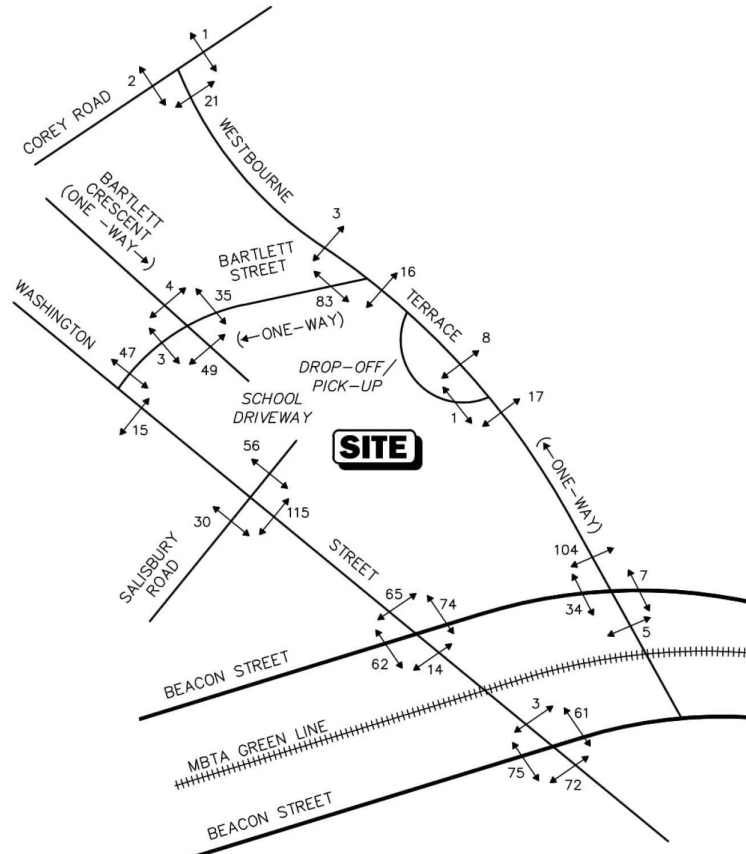 1
2
COREY ROAD
21
WESTBOURNE
BARTLETT
CRESCENT
(ONE -WAY→)
3
BARTLETT
STREET
4
35
83
16
WASHINGTON
TERRACE
(←ONE-WAY)
47
3
49
8
DROP-OFF/
PICK-UP
15
SCHOOL
DRIVEWAY
1
17
SITE
56
(←ONE-WAY)
30
115
SALISBURY
ROAD
STREET
104
7
65
74
34
5
62
14
BEACON STREET
3
61
MBTA GREEN LINE
75
72
BEACON STREET